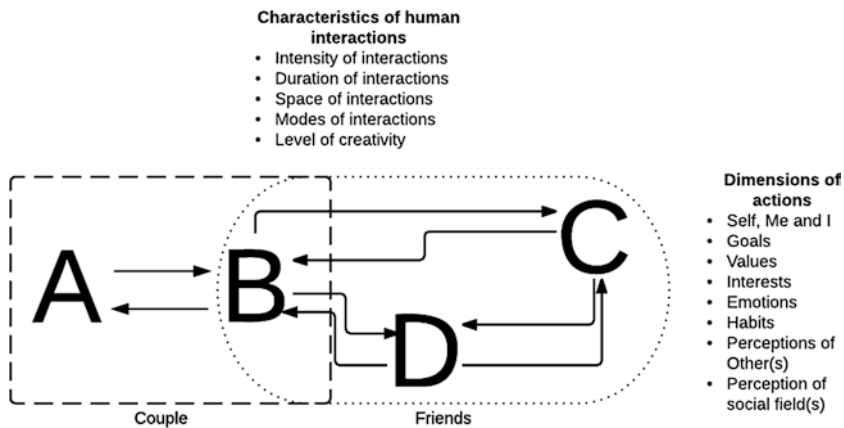 Characteristics of human
interactions
• Intensity of interactions
• Duration of interactions
• Space of interactions
• Modes of interactions
• Level of creativity
A
B
C
D
Couple
Friends
Dimensions of
actions
• Self, Me and I
• Goals
• Values
• Interests
• Emotions
• Habits
• Perceptions of
Other(s)
• Perception of
social field(s)